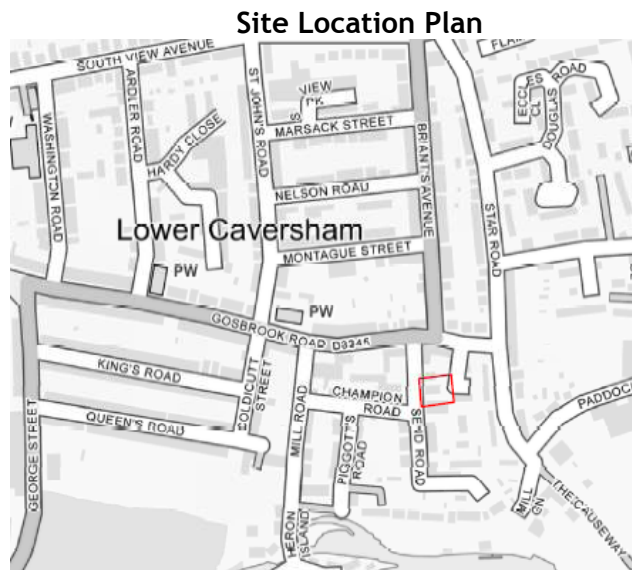 Site Location Plan
SOUTH VIEW AVENUE
WASHINGTON ROAD
ARDLER ROAD
HARDY CLOSE
ST JOHN'S ROAD
VIEW
MARSACK STREET
NELSON ROAD
MONTAGUE STREET
BRIANT'S AVENUE
STAR ROAD
ECCLES
CL
DOUGLAS ROAD
Lower Caversham
PW
PW
GOSBROOK ROAD
KING'S ROAD
QUEEN'S ROAD
GEORGE STREET
COLDICUTT
STREET
MILL ROAD
CHAMPION
ROAD
PIGGOTT'S
ROAD
SEND ROAD
HERON
ISLAND
PADDOCK
MILL
GN
THE CAUSEWAY